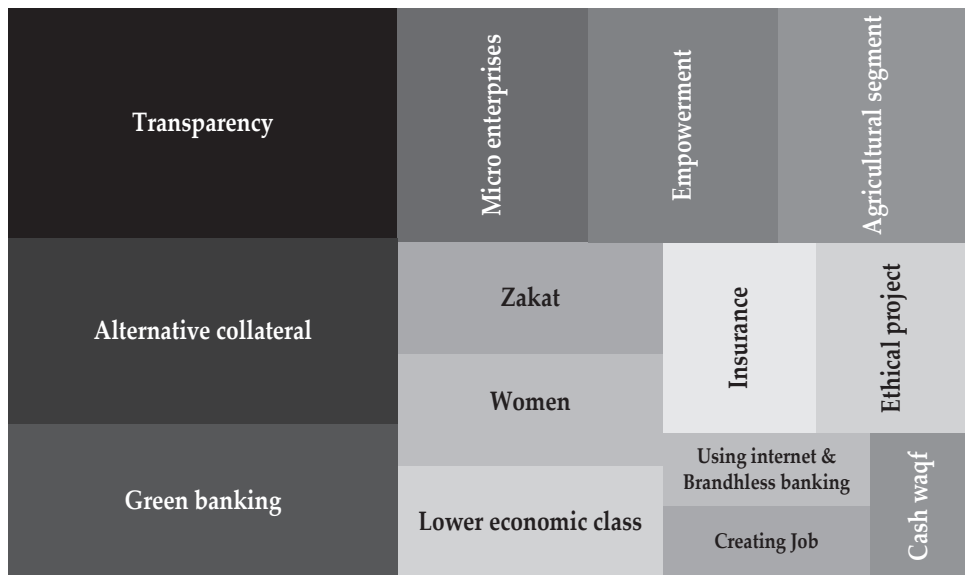 Transparency
Micro enterprises
Empowerment
Agricultural segment
Alternative collateral
Zakat
Insurance
Ethical project
Women
Green banking
Lower economic class
Using internet &
Brandhless banking
Creating Job
Cash waqf